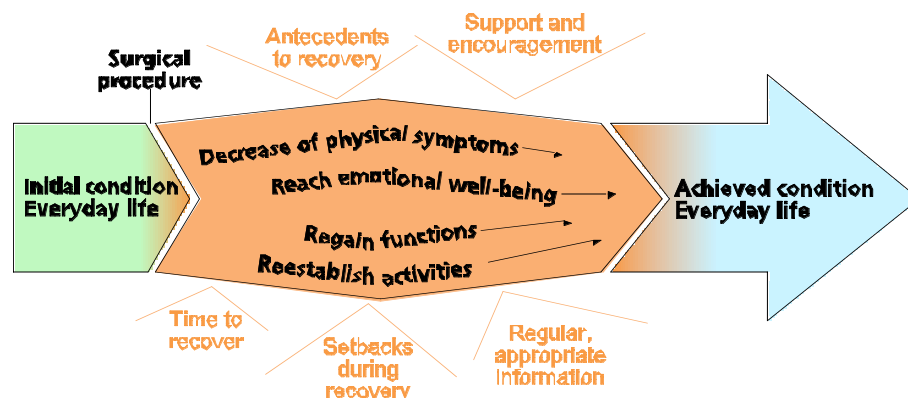 Antecedents
to recovery
Support and
encouragement
Surgical
procedure
Decrease of physical symptoms
Reach emotional well-being
Initial condition
Everyday life
Achieved condition
Everyday life
Regain functions
Reestablish activities
Time to
recover
Setbacks
during
recovery
Regular,
appropriate
information